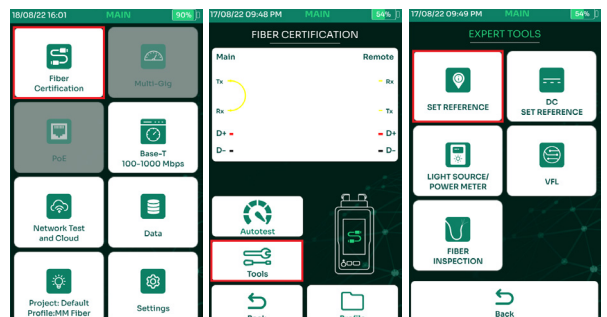 18/08/22 16:01 MAIN 90%
Fiber
Certification
Multi-Gig
PoE
Base-T
100-1000 Mbps
Network Test
and Cloud
Data
Project: Default
Profile:MM Fiber
Settings
17/08/22 09:48 PM MAIN 54%
FIBER CERTIFICATION
Main Remote
Tx Rx
Rx Tx
D+ D+
D- D-
Autotest
Tools
17/08/22 09:49 PM MAIN 54%
EXPERT TOOLS
SET REFERENCE
DC
SET REFERENCE
LIGHT SOURCE/
POWER METER
VFL
FIBER
INSPECTION
Back